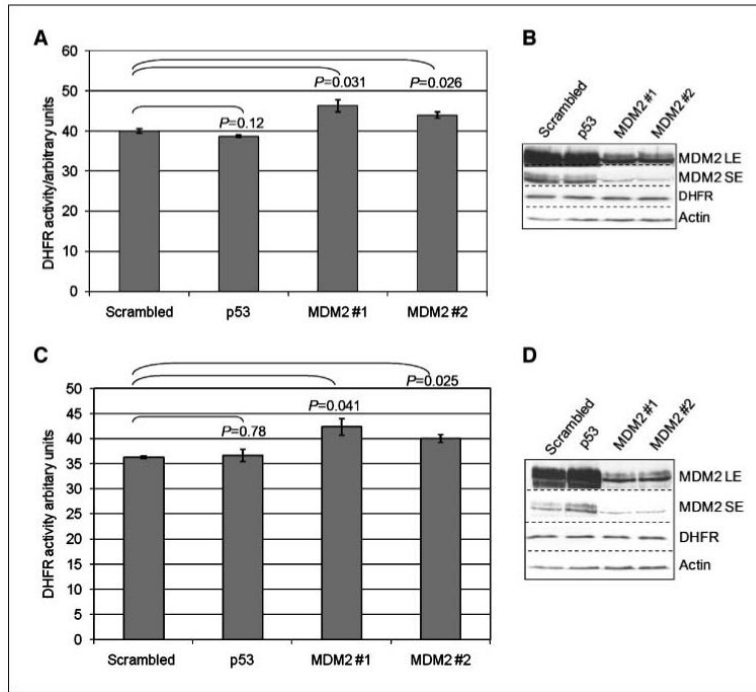 A
60
50
40
30
20
10
0
DHFR activity/arbitrary units
P=0.12
P=0.031
P=0.026
Scrambled
p53
MDM2 #1
MDM2 #2
B
Scrambled
p53
MDM2 #1
MDM2 #2
MDM2 LE
MDM2 SE
DHFR
Actin
C
50
45
40
35
30
25
20
15
10
5
0
DHFR activity arbitary units
P=0.78
P=0.041
P=0.025
Scrambled
p53
MDM2 #1
MDM2 #2
D
Scrambled
p53
MDM2 #1
MDM2 #2
MDM2 LE
MDM2 SE
DHFR
Actin